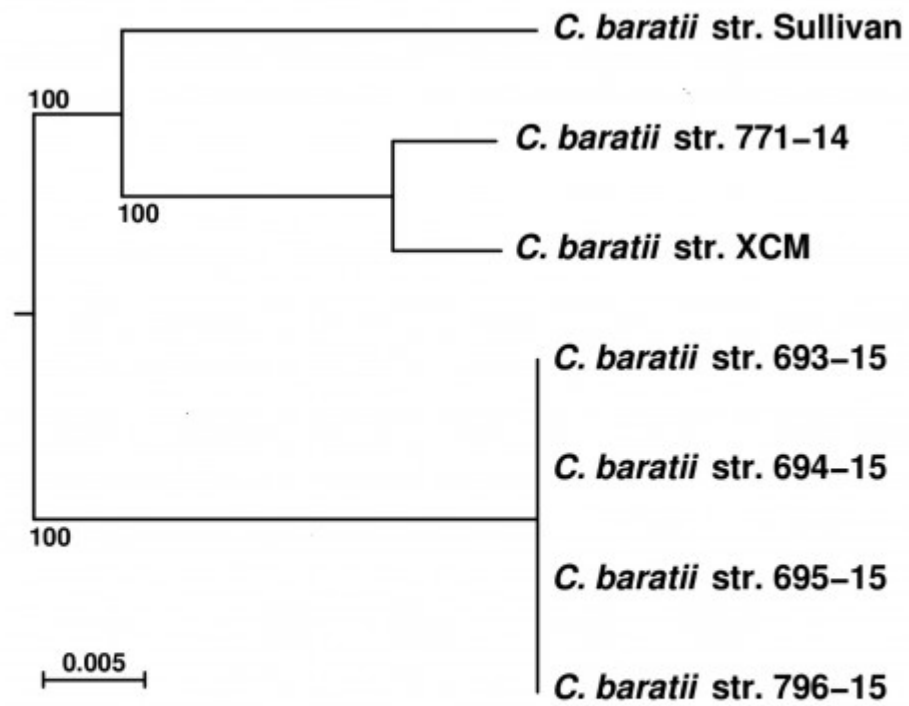 C. baratii str. Sullivan
100
C. baratii str. 771–14
100
C. baratii str. XCM
C. baratii str. 693–15
C. baratii str. 694–15
100
C. baratii str. 695–15
0.005
C. baratii str. 796–15